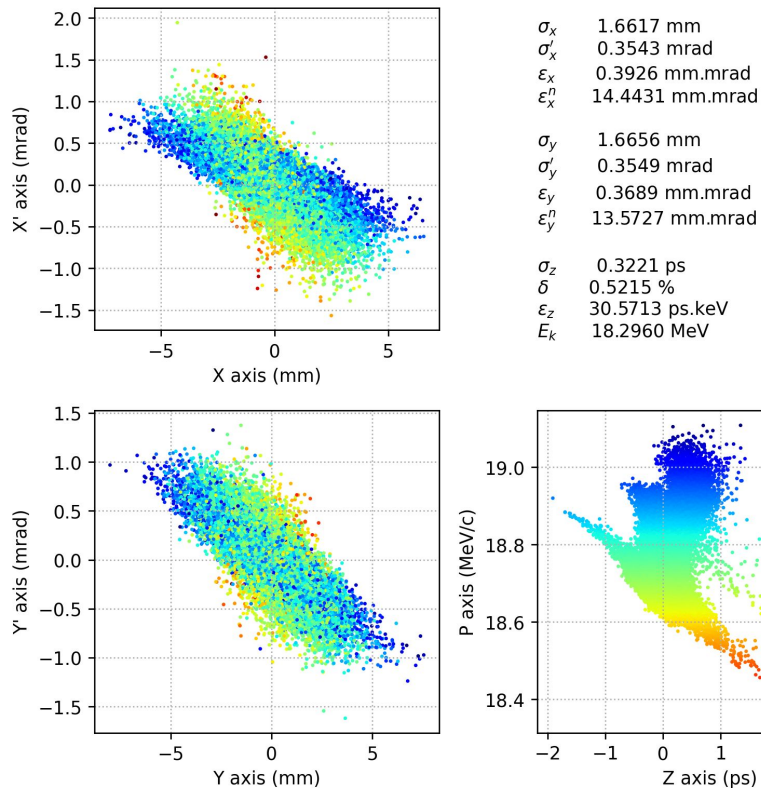 2.0
1.5
1.0
0.5
0.0
−0.5
−1.0
−1.5
X' axis (mrad)
−5
0
5
X axis (mm)
σx 1.6617 mm
σ′x 0.3543 mrad
εx 0.3926 mm.mrad
εⁿx 14.4431 mm.mrad
σy 1.6656 mm
σ′y 0.3549 mrad
εy 0.3689 mm.mrad
εⁿy 13.5727 mm.mrad
σz 0.3221 ps
δ 0.5215 %
εz 30.5713 ps.keV
Ek 18.2960 MeV
1.5
1.0
0.5
0.0
−0.5
−1.0
−1.5
Y' axis (mrad)
−5
0
5
Y axis (mm)
19.0
18.8
18.6
18.4
P axis (MeV/c)
−2
−1
0
1
Z axis (ps)